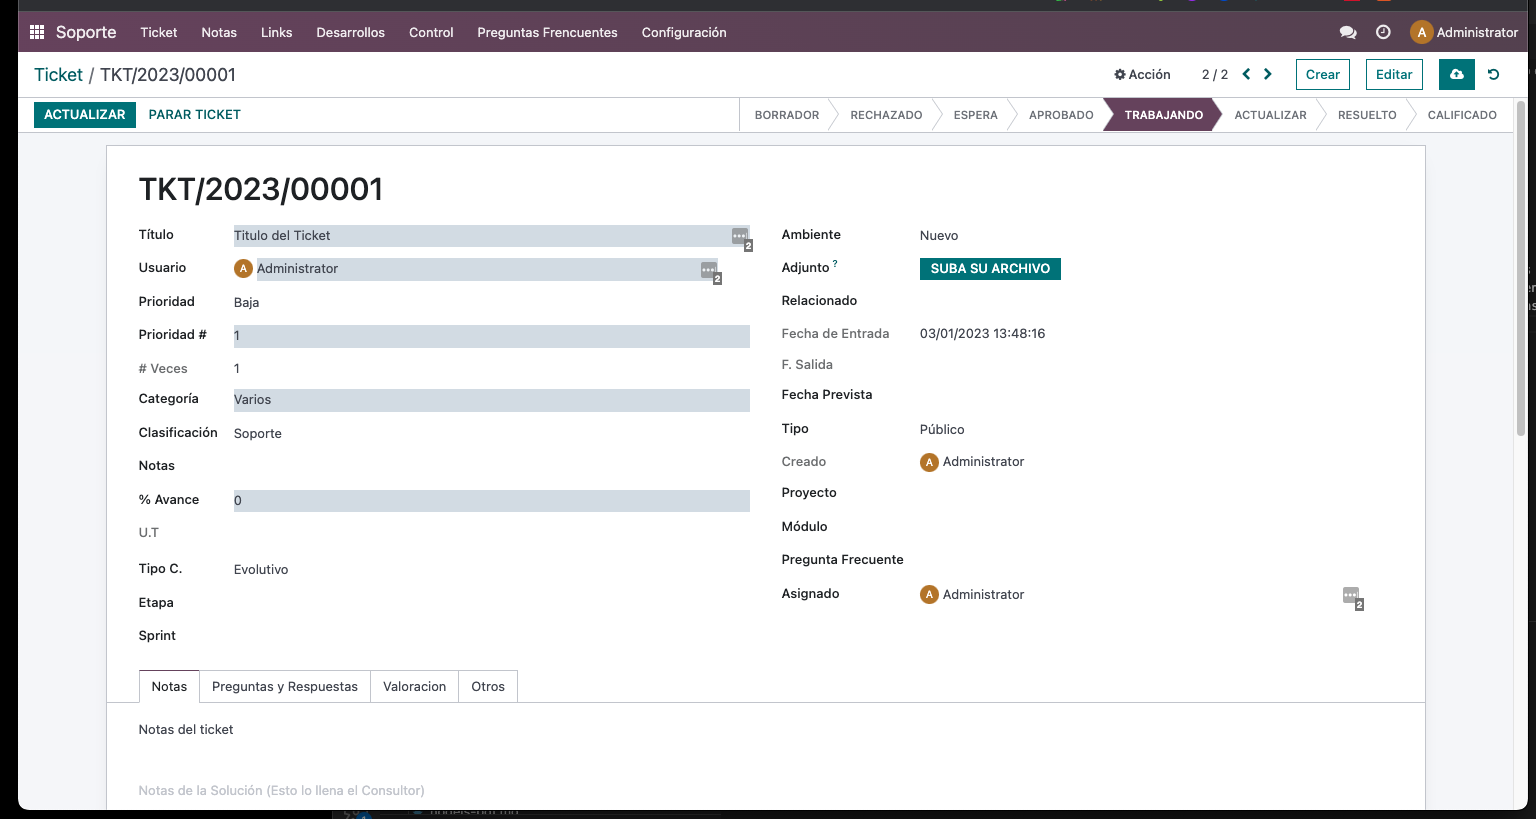 Soporte Ticket Notas Links Desarrollos Control Preguntas Frencuentes Configuración A Administrator
Ticket / TKT/2023/00001 Acción 2 / 2 Crear Editar
ACTUALIZAR PARAR TICKET BORRADOR RECHAZADO ESPERA APROBADO TRABAJANDO ACTUALIZAR RESUELTO CALIFICADO
TKT/2023/00001
Título Titulo del Ticket 2
Usuario A Administrator 2
Prioridad Baja
Prioridad # 1
# Veces 1
Categoría Varios
Clasificación Soporte
Notas
% Avance 0
U.T
Tipo C. Evolutivo
Etapa
Sprint
Ambiente Nuevo
Adjunto ? SUBA SU ARCHIVO
Relacionado
Fecha de Entrada 03/01/2023 13:48:16
F. Salida
Fecha Prevista
Tipo Público
Creado A Administrator
Proyecto
Módulo
Pregunta Frecuente
Asignado A Administrator 2
Notas Preguntas y Respuestas Valoracion Otros
Notas del ticket
Notas de la Solución (Esto lo llena el Consultor)